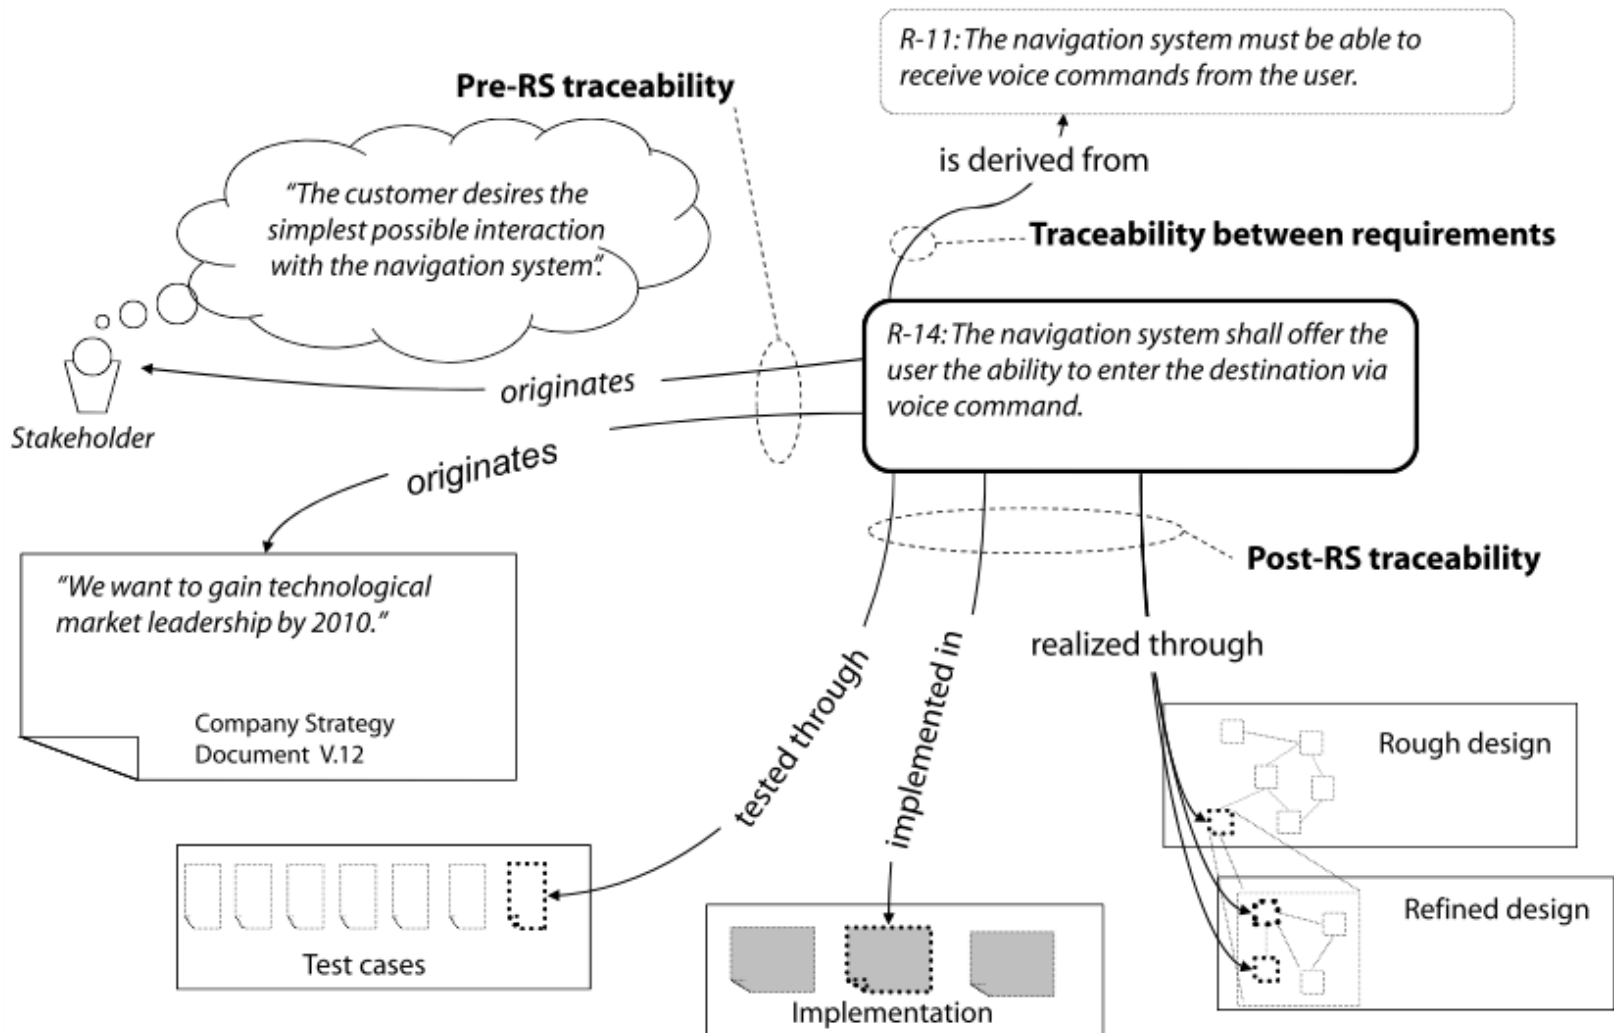 R-11: The navigation system must be able to
receive voice commands from the user.
Pre-RS traceability
is derived from
"The customer desires the
simplest possible interaction
with the navigation system".
Traceability between requirements
R-14: The navigation system shall offer the
user the ability to enter the destination via
voice command.
originates
Stakeholder
originates
Post-RS traceability
"We want to gain technological
market leadership by 2010."
Company Strategy
Document V.12
tested through
implemented in
realized through
Rough design
Refined design
Test cases
Implementation